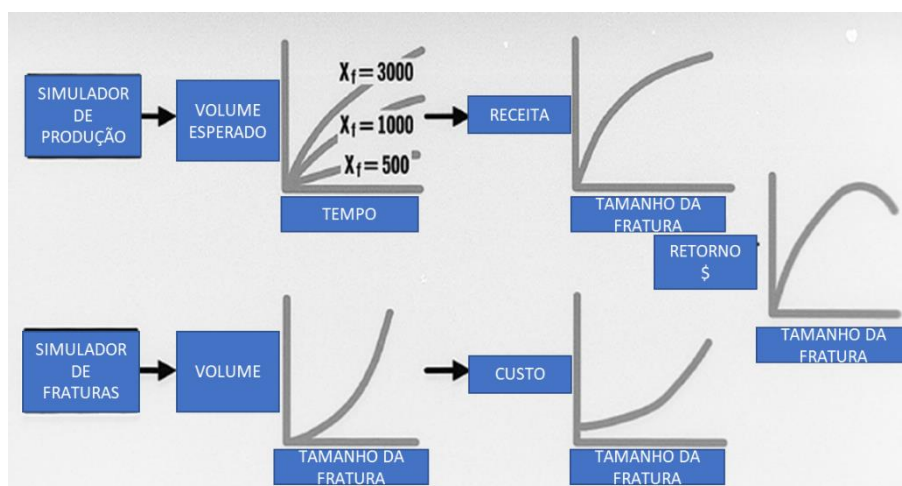 SIMULADOR
DE
PRODUÇÃO
VOLUME
ESPERADO
Xf = 3000
Xf = 1000
Xf = 500
TEMPO
RECEITA
TAMANHO DA
FRATURA
RETORNO
$
TAMANHO DA
FRATURA
SIMULADOR
DE
FRATURAS
VOLUME
TAMANHO DA
FRATURA
CUSTO
TAMANHO DA
FRATURA